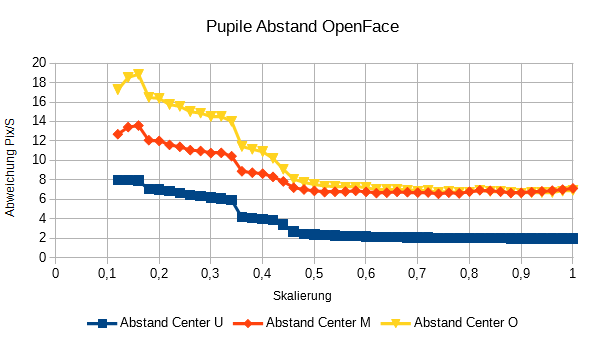 Pupile Abstand OpenFace
Abweichung Pix/S
20
18
16
14
12
10
8
6
4
2
0
0 0,1 0,2 0,3 0,4 0,5 0,6 0,7 0,8 0,9 1
Skalierung
Abstand Center U Abstand Center M Abstand Center O